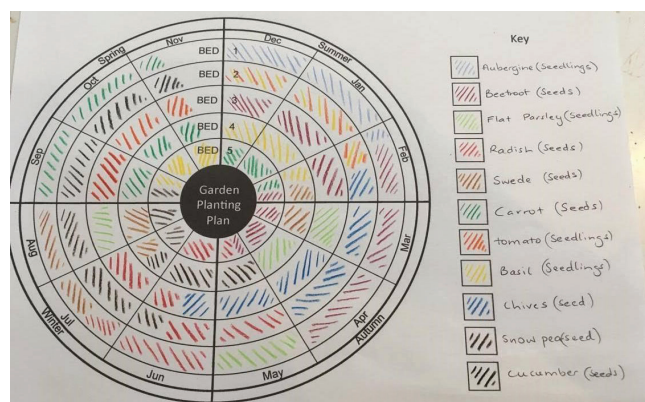 Key
Aubergine (Seedlings)
Beetroot (Seeds)
Flat Parsley (Seedlings)
Radish (Seeds)
Swede (Seeds)
Carrot (Seeds)
tomato (Seedlings)
Basil (Seedlings)
Chives (seed)
Snow pea (seed)
Cucumber (seeds)
Spring
Summer
Autumn
Winter
Nov
Dec
Jan
Feb
Mar
Apr
May
Jun
Jul
Aug
Sep
Oct
BED 1
BED 2
BED 3
BED 4
BED 5
Garden
Planting
Plan